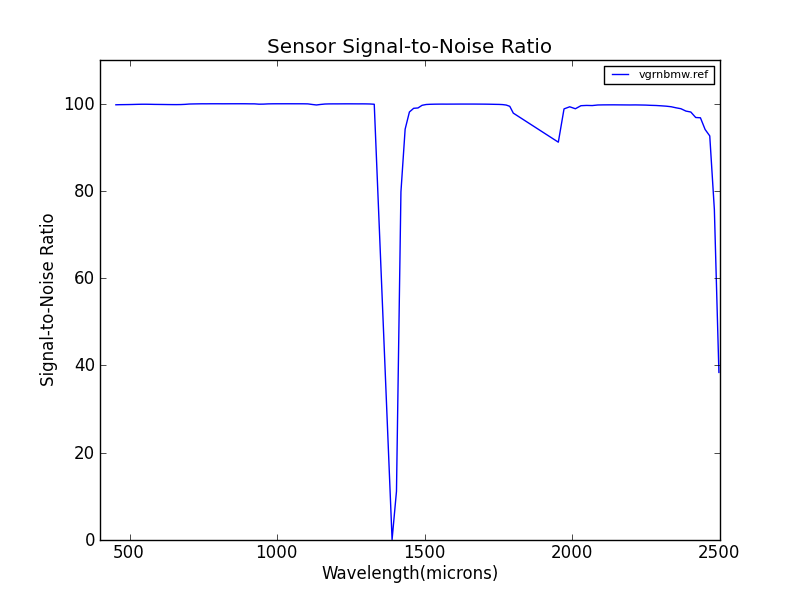 Sensor Signal-to-Noise Ratio
vgrnbmw.ref
Signal-to-Noise Ratio
100
80
60
40
20
0
500 1000 1500 2000 2500
Wavelength(microns)